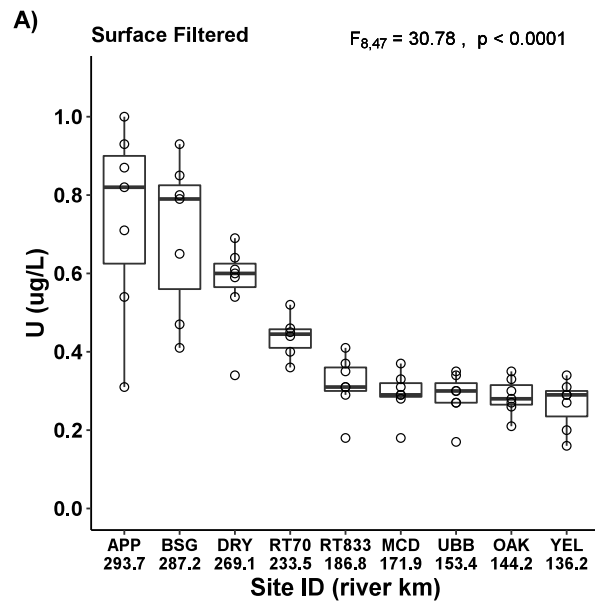 A)
Surface Filtered
F8,47 = 30.78 , p < 0.0001
U (ug/L)
1.0
0.8
0.6
0.4
0.2
0.0
APP BSG DRY RT70 RT833 MCD UBB OAK YEL
293.7 287.2 269.1 233.5 186.8 171.9 153.4 144.2 136.2
Site ID (river km)